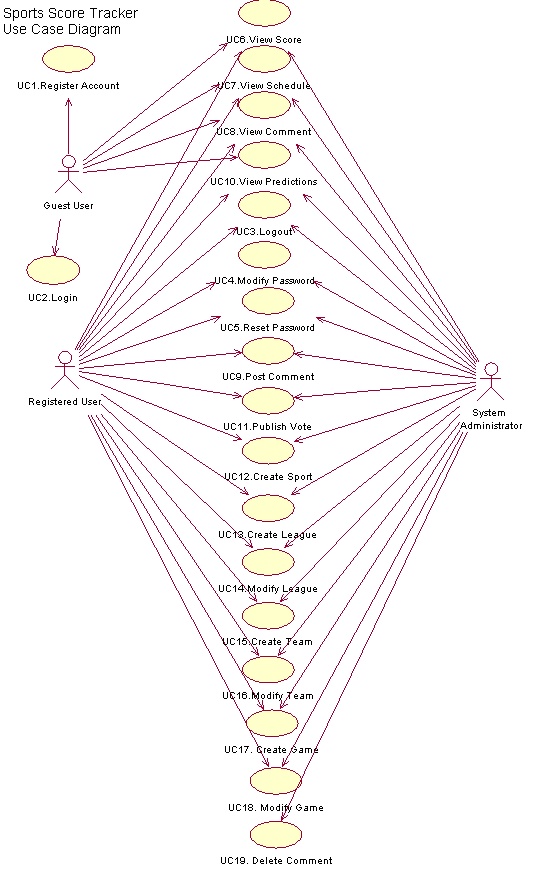 Sports Score Tracker
Use Case Diagram
UC6.View Score
UC1.Register Account
UC7.View Schedule
UC8.View Comment
UC10.View Predictions
Guest User
UC3.Logout
UC4.Modify Password
UC2.Login
UC5.Reset Password
UC9.Post Comment
Registered User
System
Administrator
UC11.Publish Vote
UC12.Create Sport
UC13.Create League
UC14.Modify League
UC15.Create Team
UC16.Modify Team
UC17. Create Game
UC18. Modify Game
UC19. Delete Comment